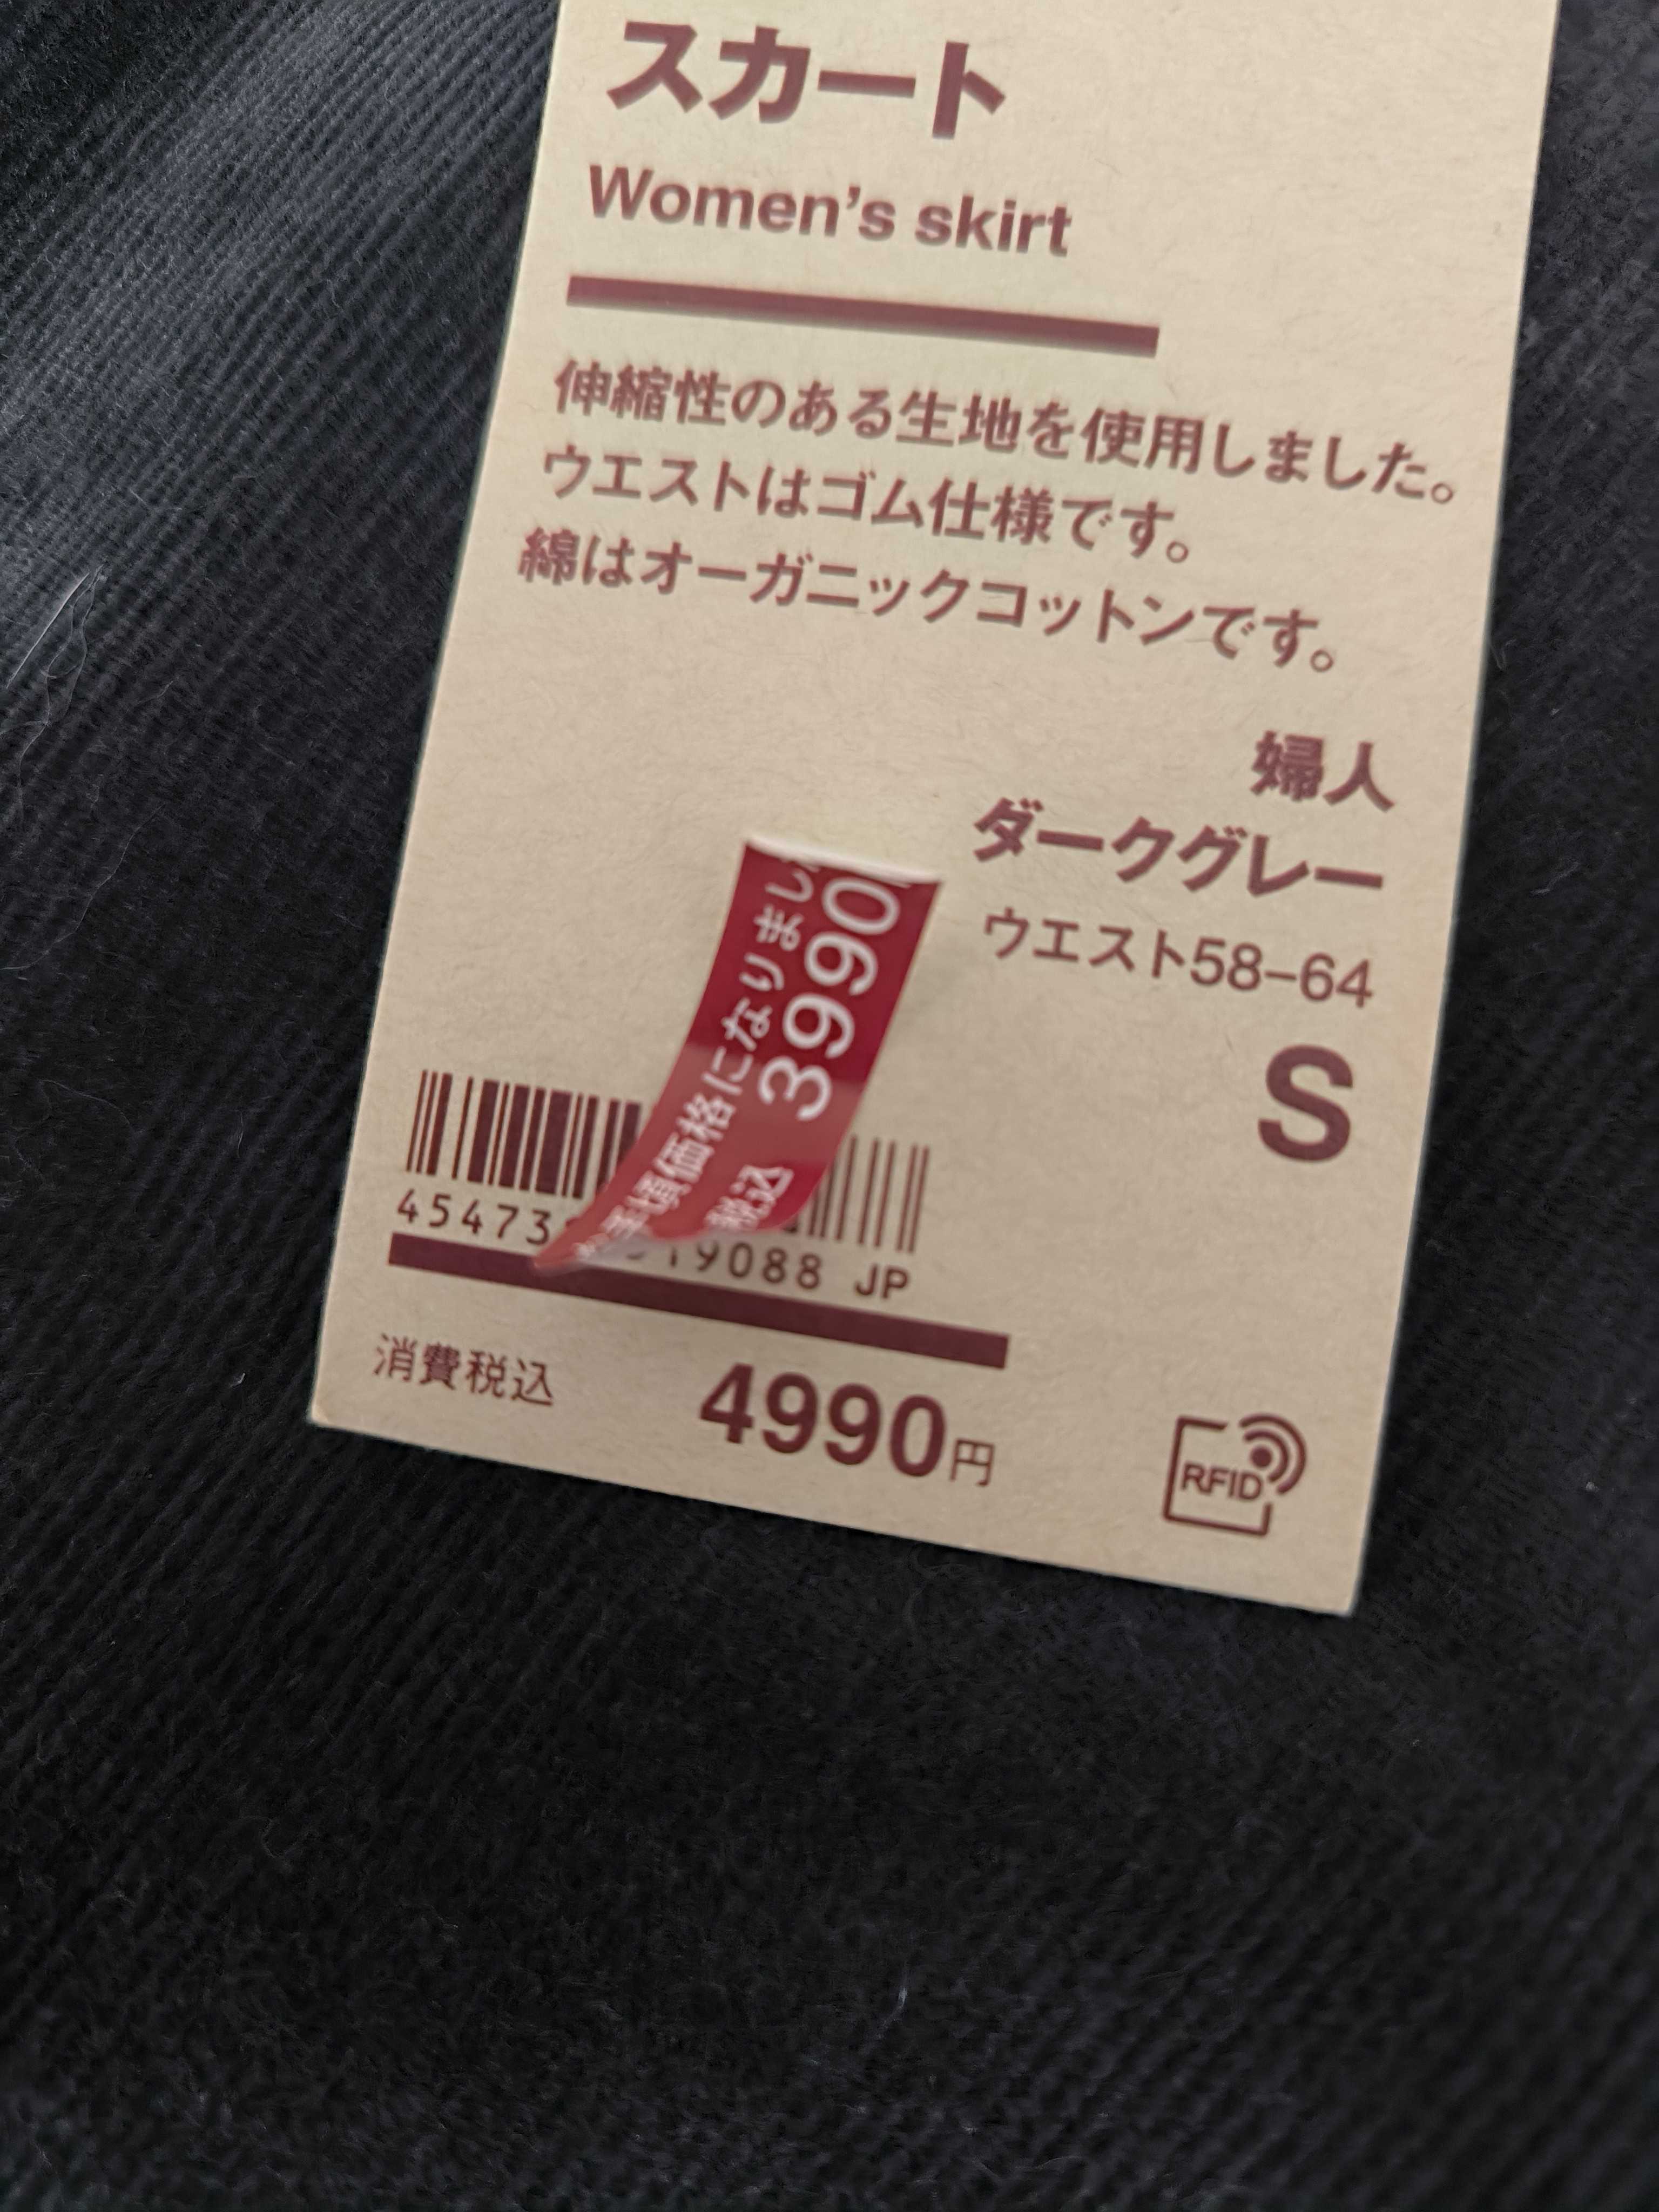 スカート
Women's skirt
伸縮性のある生地を使用しました。
ウエストはゴム仕様です。
綿はオーガニックコットンです。
婦人
ダークグレー
ウエスト58–64
S
頃価格になりまし
税込 3990
45473 19088 JP
消費税込 4990円
RFID